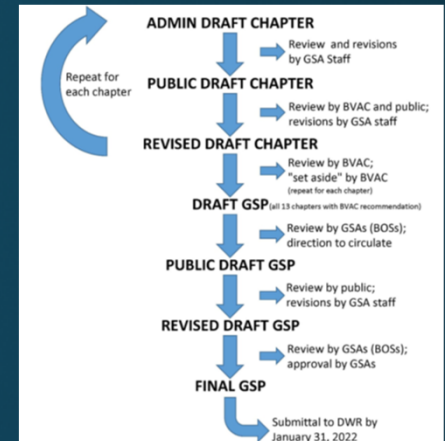 ADMIN DRAFT CHAPTER
Review and revisions
by GSA Staff
Repeat for
each chapter
PUBLIC DRAFT CHAPTER
Review by BVAC and public;
revisions by GSA staff
REVISED DRAFT CHAPTER
Review by BVAC;
"set aside" by BVAC
(repeat for each chapter)
DRAFT GSP (all 13 chapters with BVAC recommendation)
Review by GSAs (BOSs);
direction to circulate
PUBLIC DRAFT GSP
Review by public;
revisions by GSA staff
REVISED DRAFT GSP
Review by GSAs (BOSs);
approval by GSAs
FINAL GSP
Submittal to DWR by
January 31, 2022